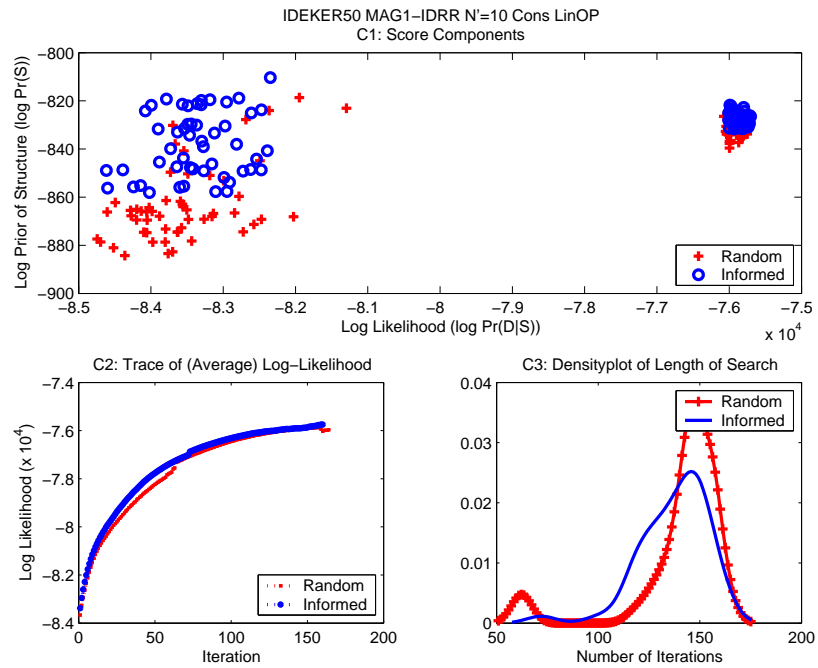 IDEKER50 MAG1−IDRR N'=10 Cons LinOP
C1: Score Components
−800
−820
−840
−860
−880
−900
Log Prior of Structure (log Pr(S))
−8.5 −8.4 −8.3 −8.2 −8.1 −8 −7.9 −7.8 −7.7 −7.6 −7.5
Log Likelihood (log Pr(D|S))
x 10^4
Random
Informed
C2: Trace of (Average) Log−Likelihood
−7.4
−7.6
−7.8
−8
−8.2
−8.4
Log Likelihood (x 10^4)
0 50 100 150 200
Iteration
Random
Informed
C3: Densityplot of Length of Search
0.04
0.03
0.02
0.01
0
50 100 150 200
Number of Iterations
Random
Informed